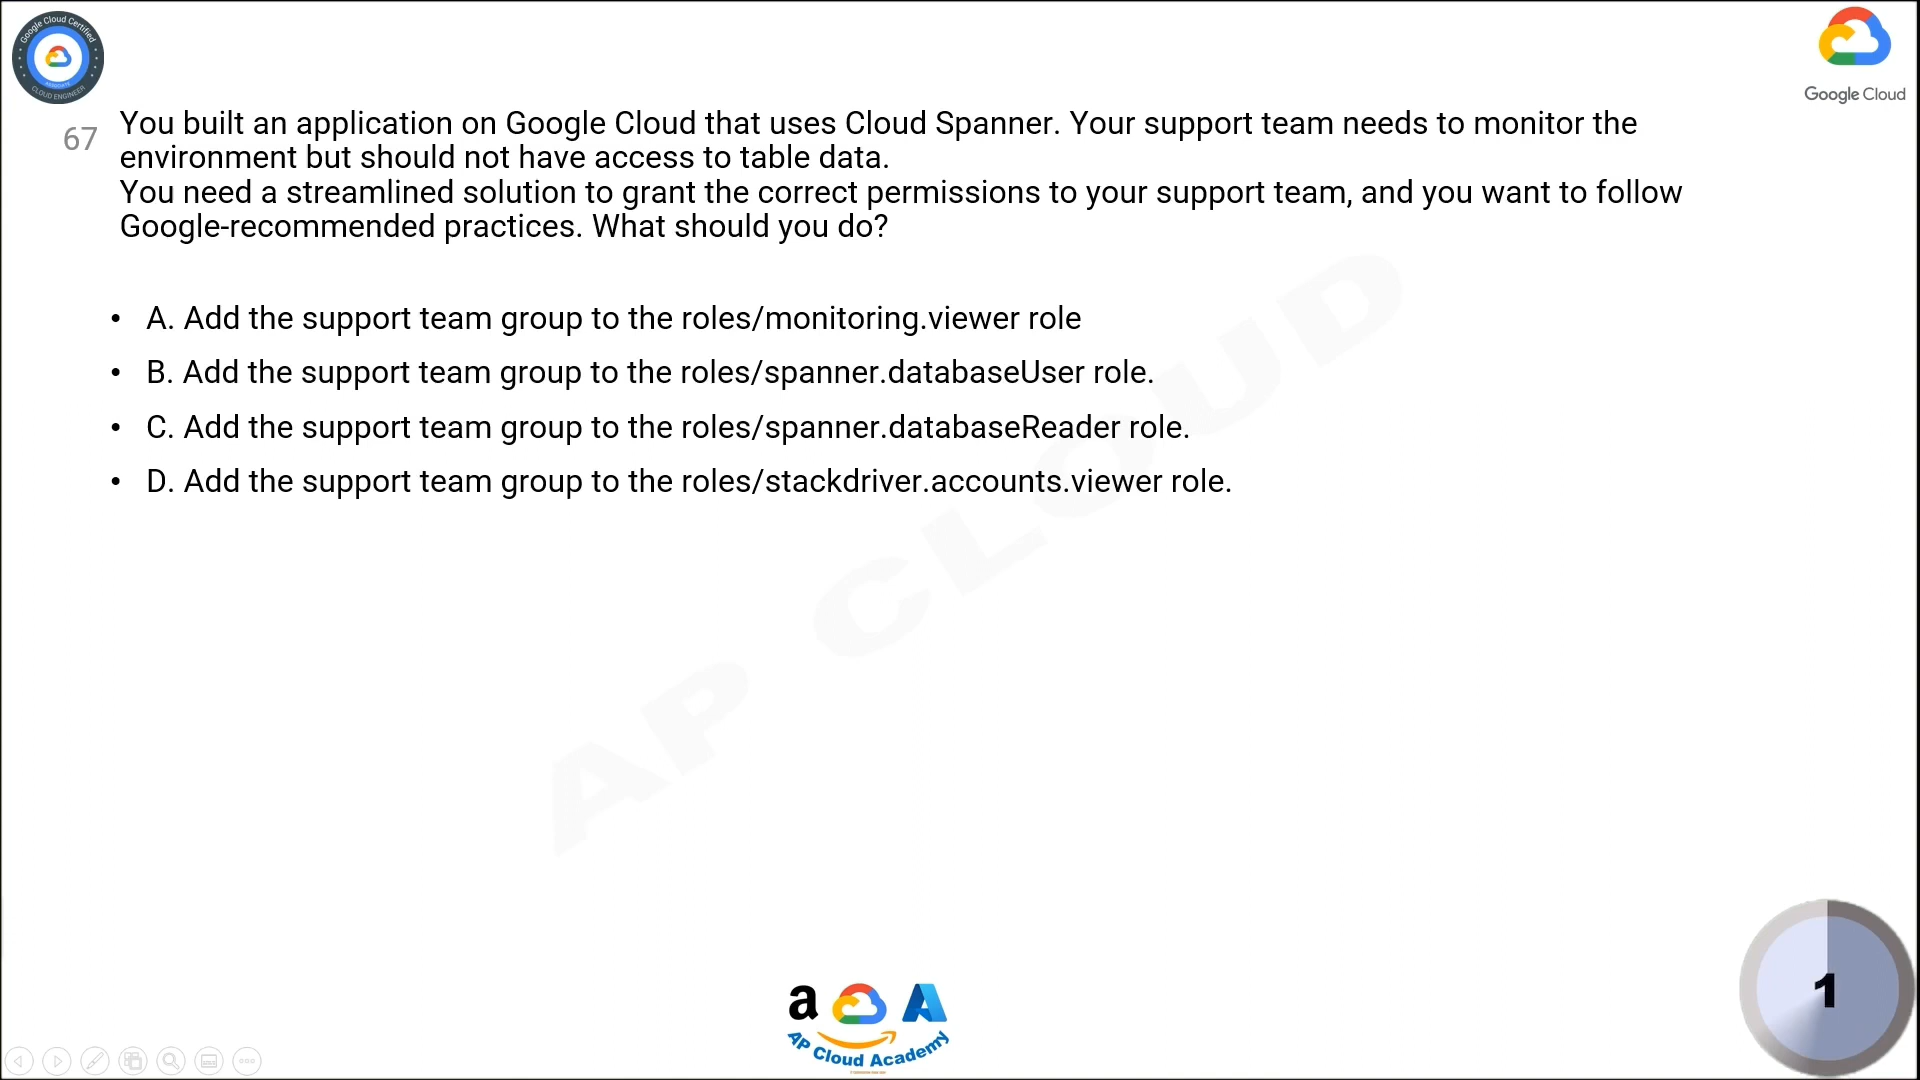 Google Cloud Certified
CLOUD ENGINEER
Google Cloud
67
You built an application on Google Cloud that uses Cloud Spanner. Your support team needs to monitor the
environment but should not have access to table data.
You need a streamlined solution to grant the correct permissions to your support team, and you want to follow
Google-recommended practices. What should you do?
• A. Add the support team group to the roles/monitoring.viewer role
• B. Add the support team group to the roles/spanner.databaseUser role.
• C. Add the support team group to the roles/spanner.databaseReader role.
• D. Add the support team group to the roles/stackdriver.accounts.viewer role.
AP CLOUD
1
a
AP Cloud Academy